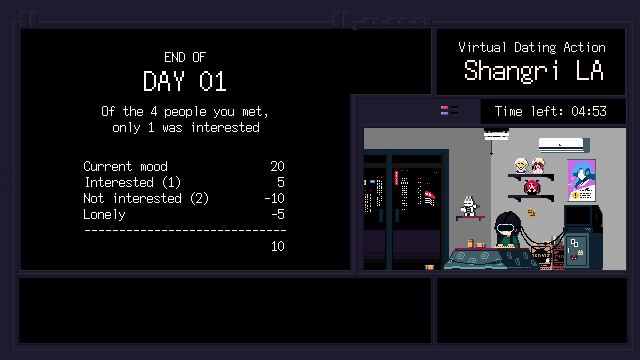 END OF
DAY 01
Of the 4 people you met,
only 1 was interested
Current mood 20
Interested (1) 5
Not interested (2) -10
Lonely -5
10
Virtual Dating Action
Shangri LA
Time left: 04:53